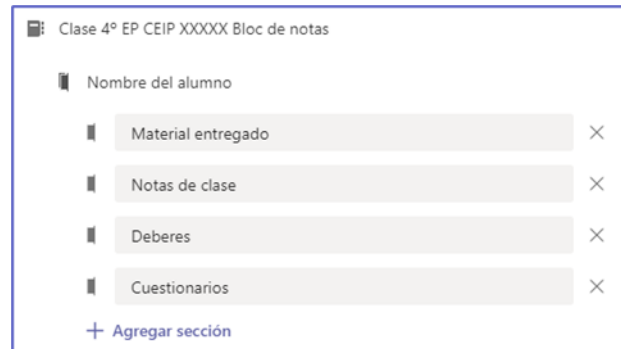 Clase 4º EP CEIP XXXXX Bloc de notas
Nombre del alumno
Material entregado
Notas de clase
Deberes
Cuestionarios
Agregar sección